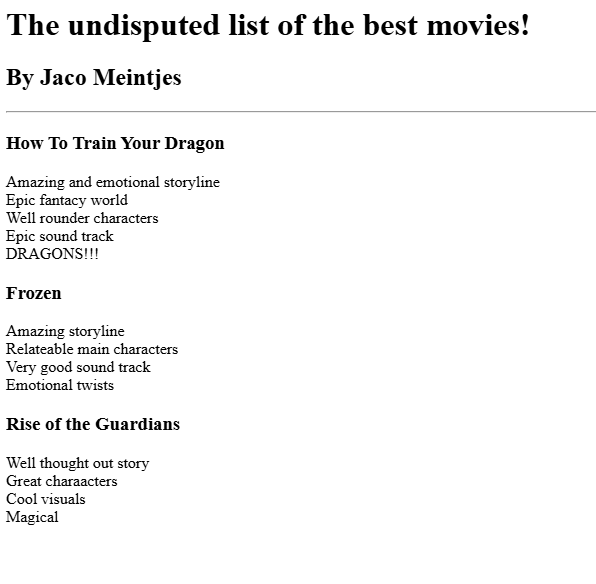 The undisputed list of the best movies!
By Jaco Meintjes
How To Train Your Dragon
Amazing and emotional storyline
Epic fantacy world
Well rounder characters
Epic sound track
DRAGONS!!!
Frozen
Amazing storyline
Relateable main characters
Very good sound track
Emotional twists
Rise of the Guardians
Well thought out story
Great charaacters
Cool visuals
Magical